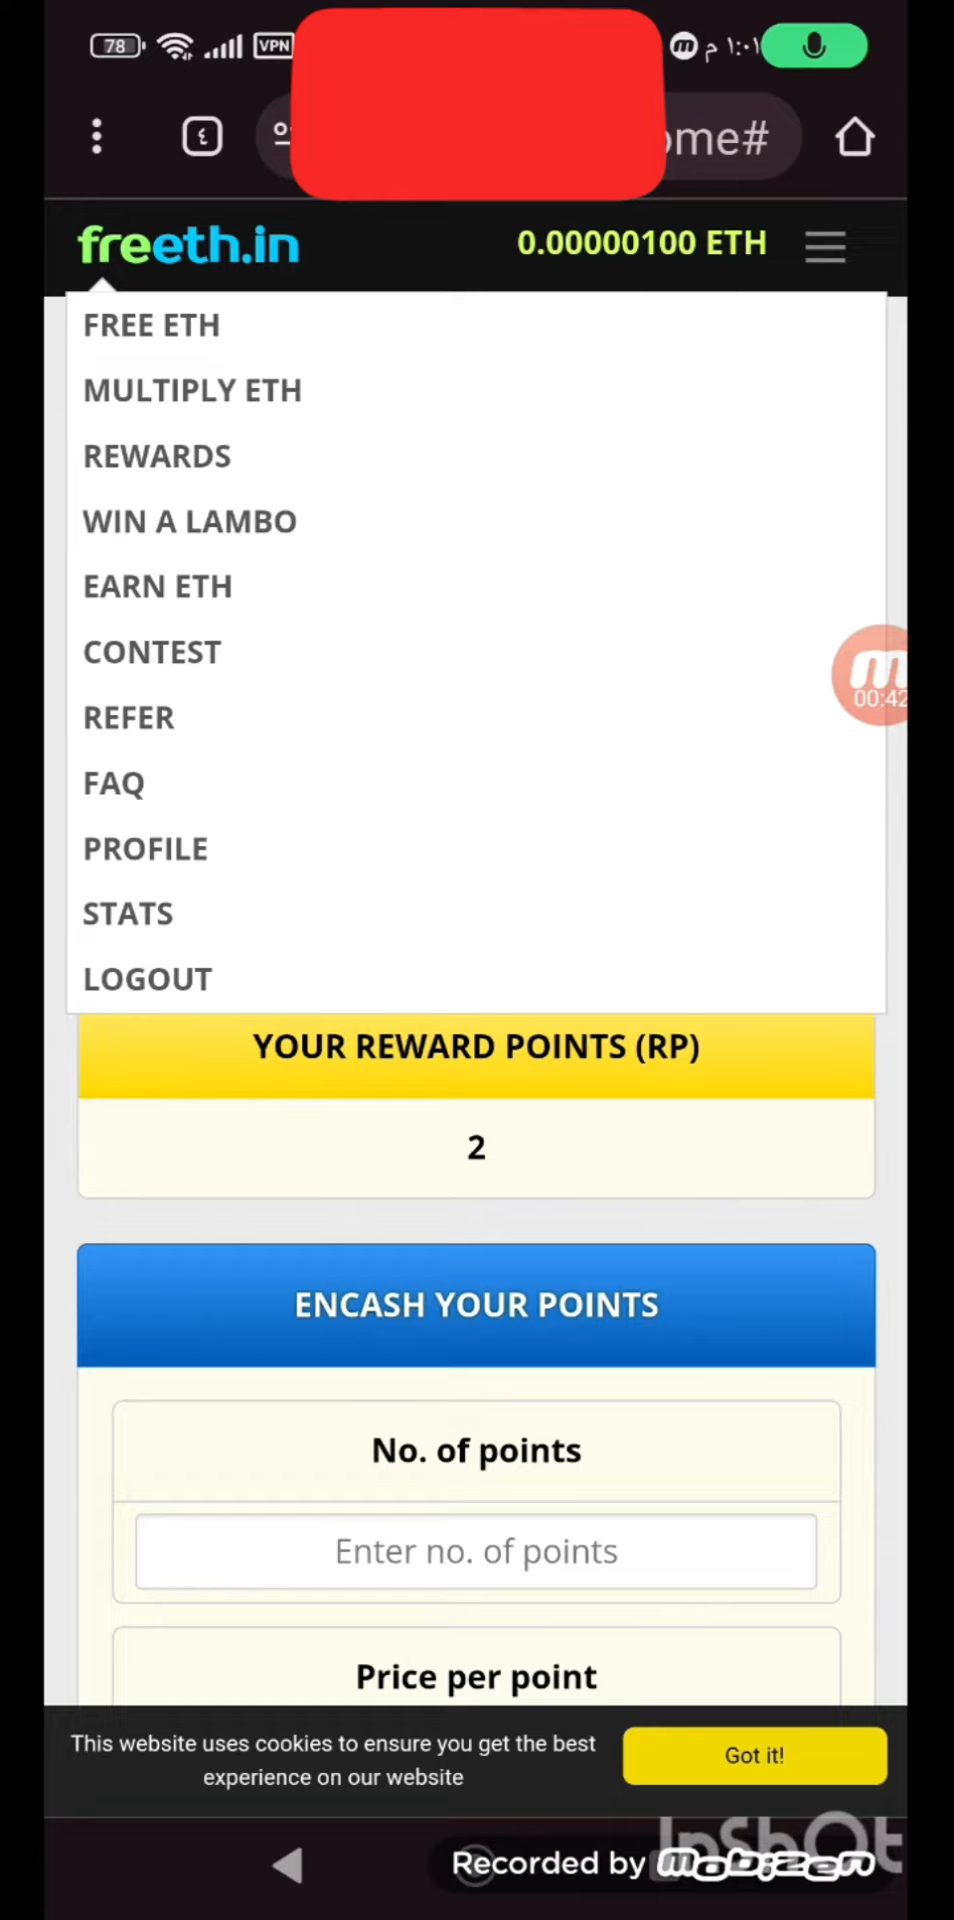 78
VPN
١:٠١ م
٤
ome#
freeth.in
0.00000100 ETH
FREE ETH
MULTIPLY ETH
REWARDS
WIN A LAMBO
EARN ETH
CONTEST
00:42
REFER
FAQ
PROFILE
STATS
LOGOUT
YOUR REWARD POINTS (RP)
2
ENCASH YOUR POINTS
No. of points
Enter no. of points
Price per point
This website uses cookies to ensure you get the best
experience on our website
Got it!
InShOt
Recorded by mobizen